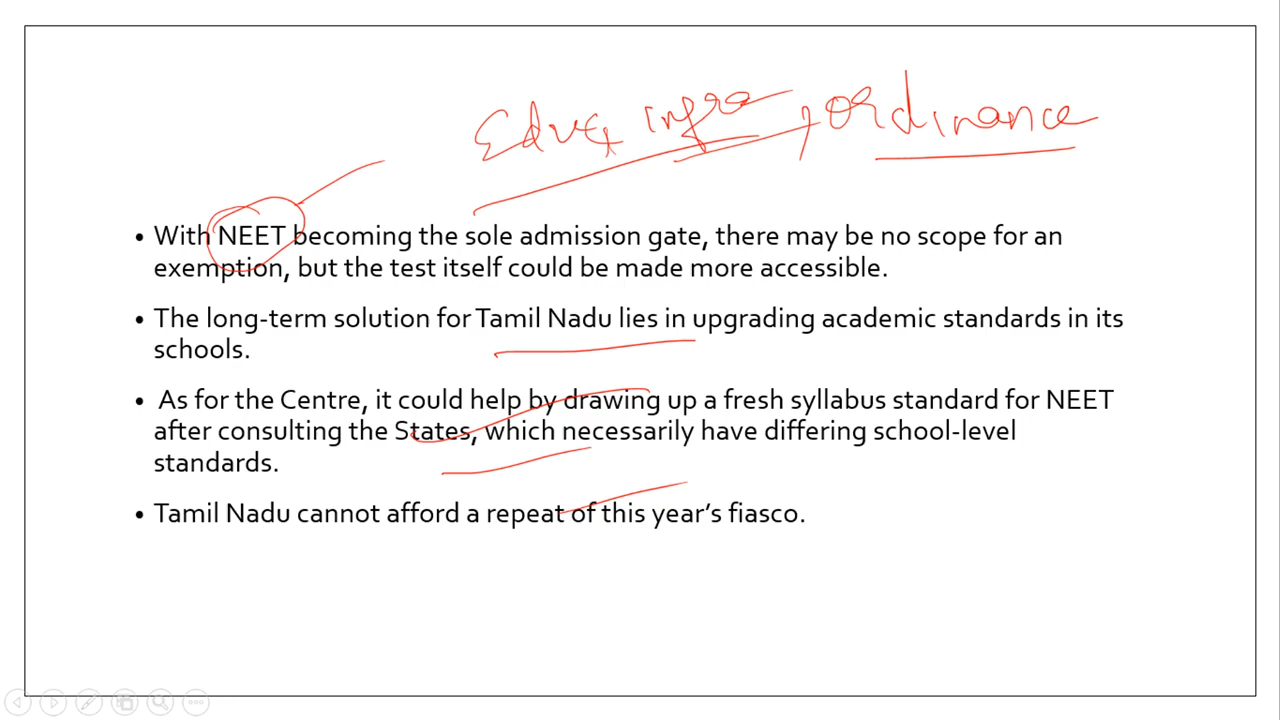 Educ infra, ordinance
• With NEET becoming the sole admission gate, there may be no scope for an
exemption, but the test itself could be made more accessible.
• The long-term solution for Tamil Nadu lies in upgrading academic standards in its
schools.
• As for the Centre, it could help by drawing up a fresh syllabus standard for NEET
after consulting the States, which necessarily have differing school-level
standards.
• Tamil Nadu cannot afford a repeat of this year’s fiasco.